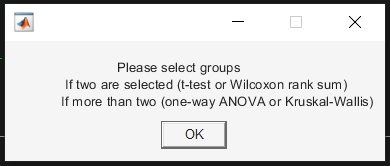 Please select groups
If two are selected (t-test or Wilcoxon rank sum)
If more than two (one-way ANOVA or Kruskal-Wallis)
OK